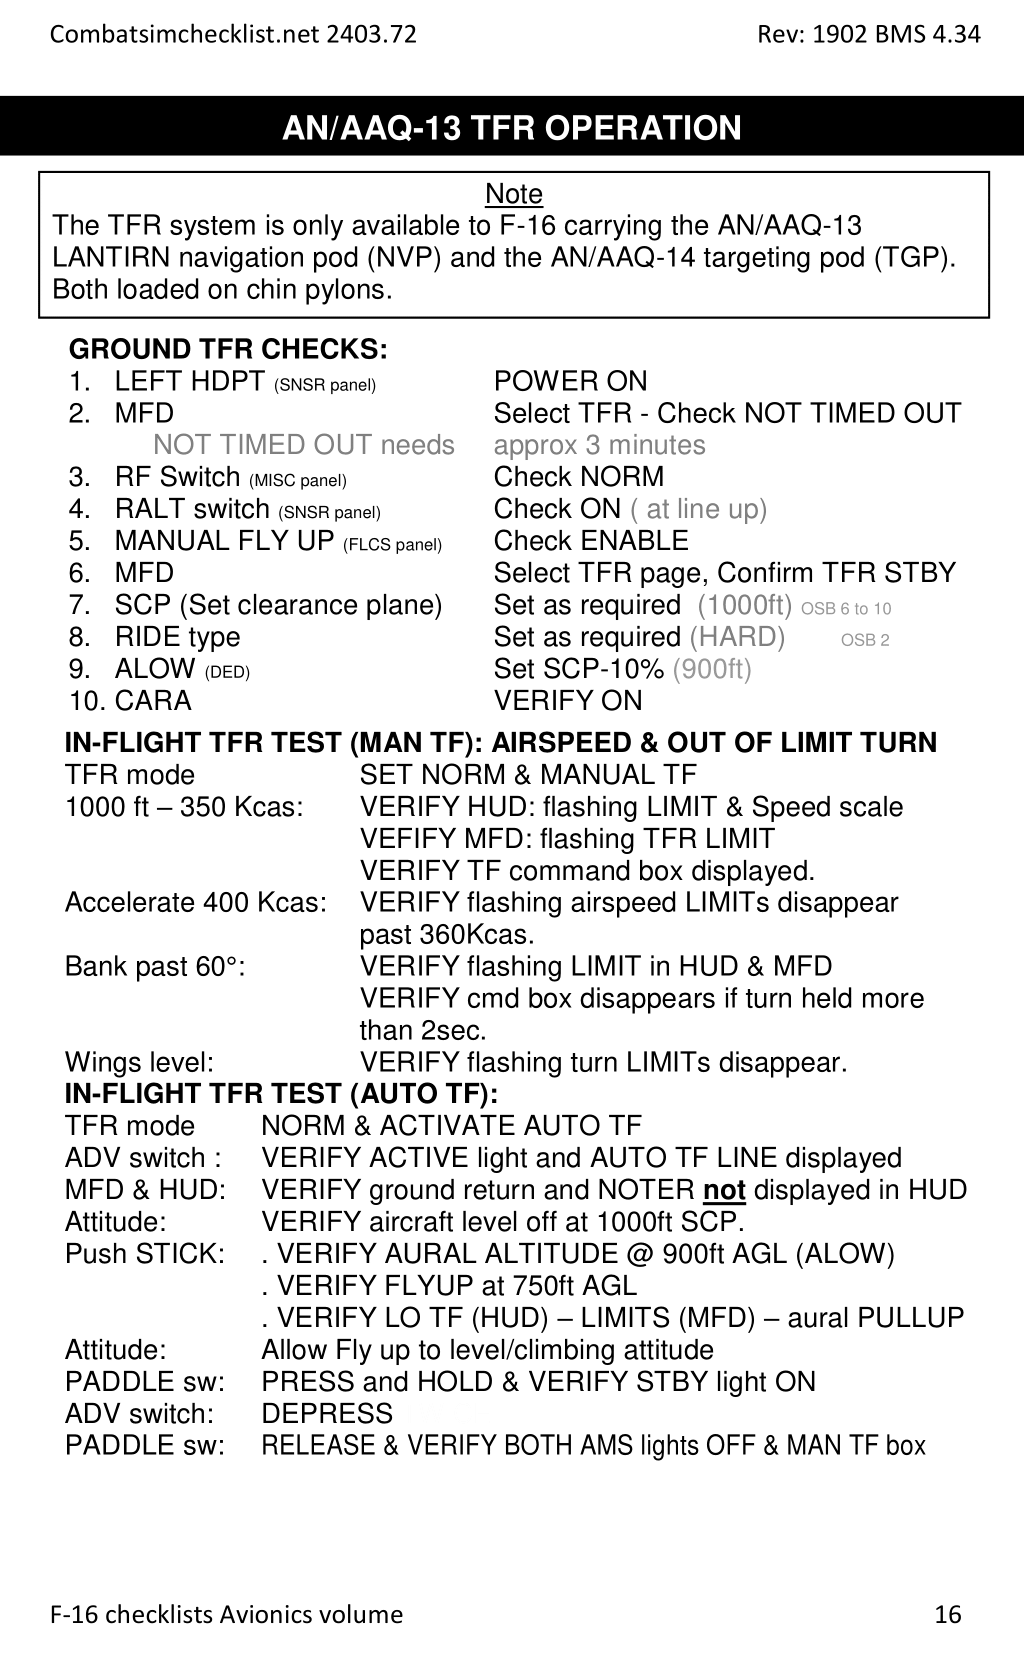 Combatsimchecklist.net 2403.72 Rev: 1902 BMS 4.34
AN/AAQ-13 TFR OPERATION
Note
The TFR system is only available to F-16 carrying the AN/AAQ-13
LANTIRN navigation pod (NVP) and the AN/AAQ-14 targeting pod (TGP).
Both loaded on chin pylons.
GROUND TFR CHECKS:
1. LEFT HDPT (SNSR panel) POWER ON
2. MFD Select TFR - Check NOT TIMED OUT
NOT TIMED OUT needs approx 3 minutes
3. RF Switch (MISC panel) Check NORM
4. RALT switch (SNSR panel) Check ON ( at line up)
5. MANUAL FLY UP (FLCS panel) Check ENABLE
6. MFD Select TFR page, Confirm TFR STBY
7. SCP (Set clearance plane) Set as required (1000ft) OSB 6 to 10
8. RIDE type Set as required (HARD) OSB 2
9. ALOW (DED) Set SCP-10% (900ft)
10. CARA VERIFY ON
IN-FLIGHT TFR TEST (MAN TF): AIRSPEED & OUT OF LIMIT TURN
TFR mode SET NORM & MANUAL TF
1000 ft – 350 Kcas: VERIFY HUD: flashing LIMIT & Speed scale
VEFIFY MFD: flashing TFR LIMIT
VERIFY TF command box displayed.
Accelerate 400 Kcas: VERIFY flashing airspeed LIMITs disappear
past 360Kcas.
Bank past 60°: VERIFY flashing LIMIT in HUD & MFD
VERIFY cmd box disappears if turn held more
than 2sec.
Wings level: VERIFY flashing turn LIMITs disappear.
IN-FLIGHT TFR TEST (AUTO TF):
TFR mode NORM & ACTIVATE AUTO TF
ADV switch : VERIFY ACTIVE light and AUTO TF LINE displayed
MFD & HUD: VERIFY ground return and NOTER not displayed in HUD
Attitude: VERIFY aircraft level off at 1000ft SCP.
Push STICK: . VERIFY AURAL ALTITUDE @ 900ft AGL (ALOW)
. VERIFY FLYUP at 750ft AGL
. VERIFY LO TF (HUD) – LIMITS (MFD) – aural PULLUP
Attitude: Allow Fly up to level/climbing attitude
PADDLE sw: PRESS and HOLD & VERIFY STBY light ON
ADV switch: DEPRESS
PADDLE sw: RELEASE & VERIFY BOTH AMS lights OFF & MAN TF box
F-16 checklists Avionics volume 16